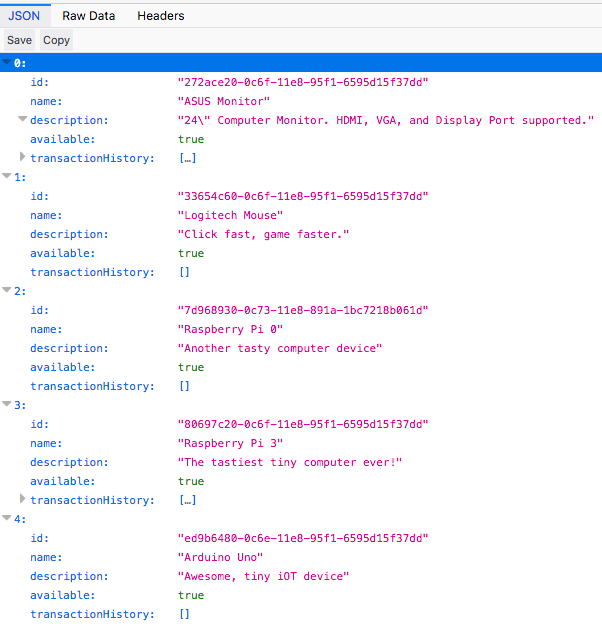 JSON Raw Data Headers
Save Copy
0:
id: "272ace20-0c6f-11e8-95f1-6595d15f37dd"
name: "ASUS Monitor"
description: "24\" Computer Monitor. HDMI, VGA, and Display Port supported."
available: true
transactionHistory: […]
1:
id: "33654c60-0c6f-11e8-95f1-6595d15f37dd"
name: "Logitech Mouse"
description: "Click fast, game faster."
available: true
transactionHistory: []
2:
id: "7d968930-0c73-11e8-891a-1bc7218b061d"
name: "Raspberry Pi 0"
description: "Another tasty computer device"
available: true
transactionHistory: []
3:
id: "80697c20-0c6f-11e8-95f1-6595d15f37dd"
name: "Raspberry Pi 3"
description: "The tastiest tiny computer ever!"
available: true
transactionHistory: […]
4:
id: "ed9b6480-0c6e-11e8-95f1-6595d15f37dd"
name: "Arduino Uno"
description: "Awesome, tiny iOT device"
available: true
transactionHistory: []